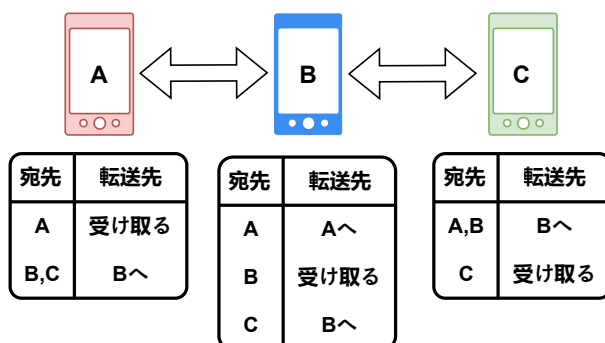 A
B
C
宛先 転送先
A 受け取る
B,C Bへ
宛先 転送先
A Aへ
B 受け取る
C Bへ
宛先 転送先
A,B Bへ
C 受け取る